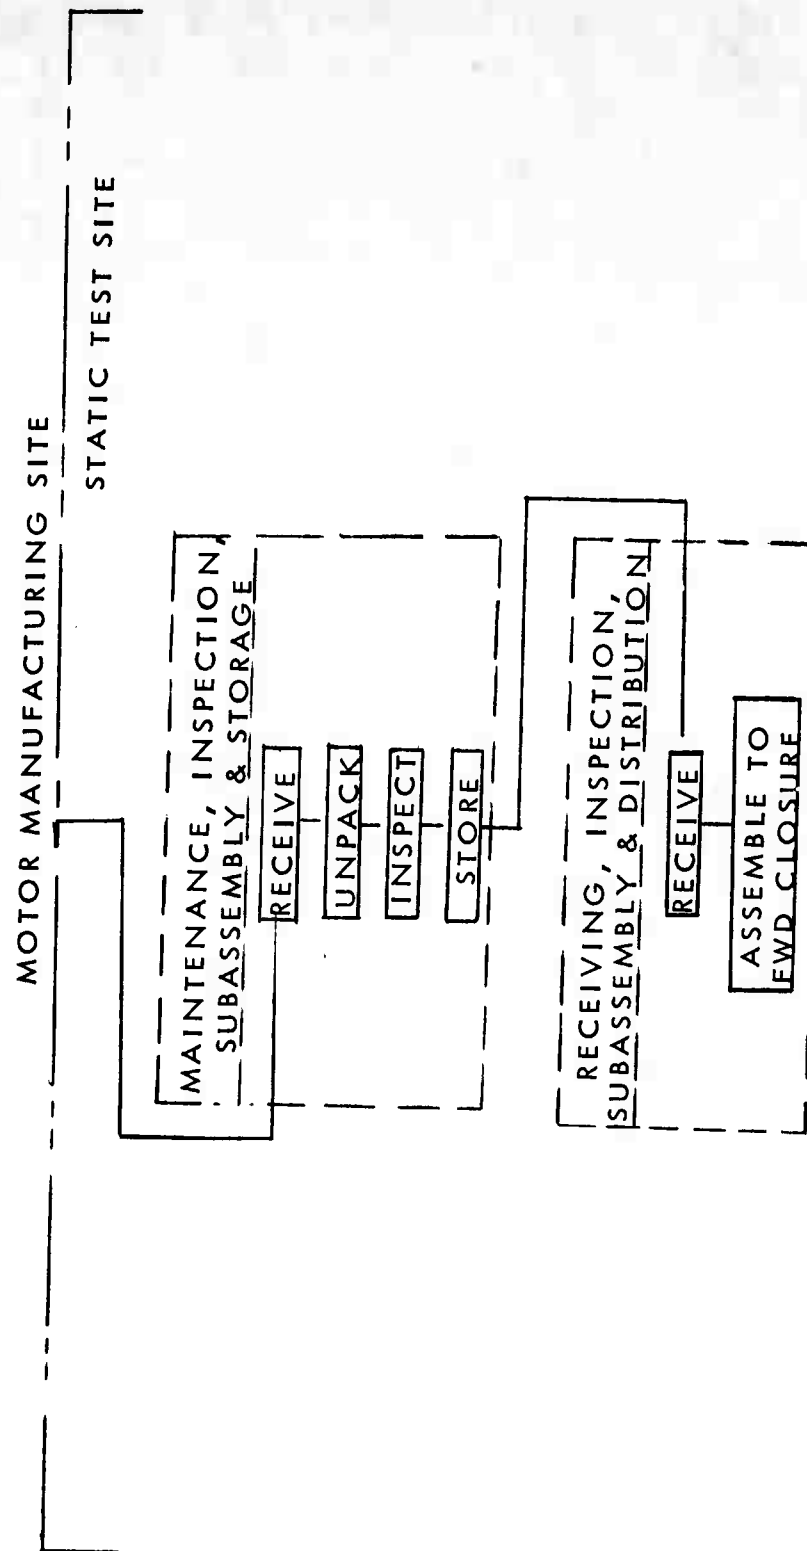 MOTOR MANUFACTURING SITE
STATIC TEST SITE
MAINTENANCE, INSPECTION,
SUBASSEMBLY & STORAGE
RECEIVE
UNPACK
INSPECT
STORE
RECEIVING, INSPECTION,
SUBASSEMBLY & DISTRIBUTION
RECEIVE
ASSEMBLE TO
FWD CLOSURE